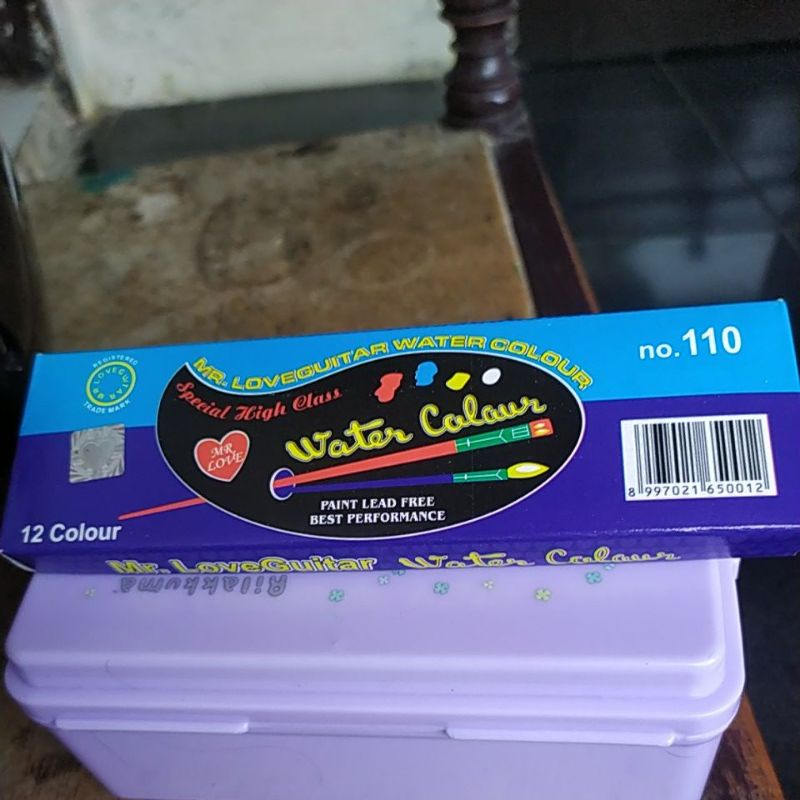 REGISTERED
LOVEGUITAR
TRADE MARK
MR. LOVEGUITAR WATER COLOUR
no.110
Special High Class
MR
LOVE
Water Colour
PAINT LEAD FREE
BEST PERFORMANCE
8 997021 650012
12 Colour
Mr. LoveGuitar Water Colour
Rilakkuma